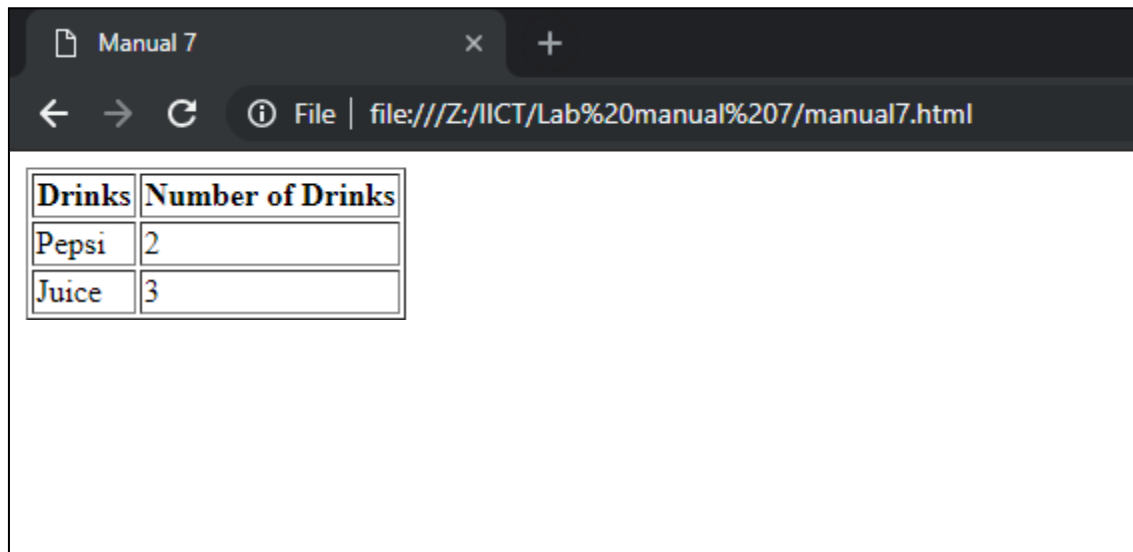 Manual 7
File | file:///Z:/IICT/Lab%20manual%207/manual7.html
Drinks Number of Drinks
Pepsi 2
Juice 3